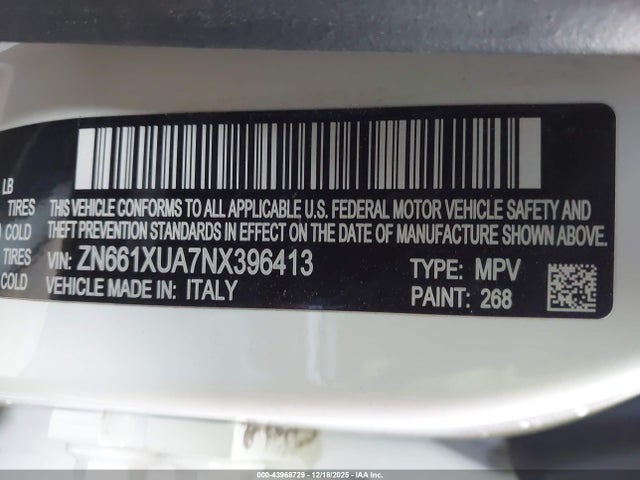 LB
TIRES
COLD
TIRES
COLD
THIS VEHICLE CONFORMS TO ALL APPLICABLE U.S. FEDERAL MOTOR VEHICLE SAFETY AND
THEFT PREVENTION STANDARDS IN EFFECT ON THE DATE OF MANUFACTURE SHOWN ABOVE.
VIN: ZN661XUA7NX396413 TYPE: MPV
VEHICLE MADE IN: ITALY PAINT: 268
000-43968729 - 12/18/2025 - IAAI.COM